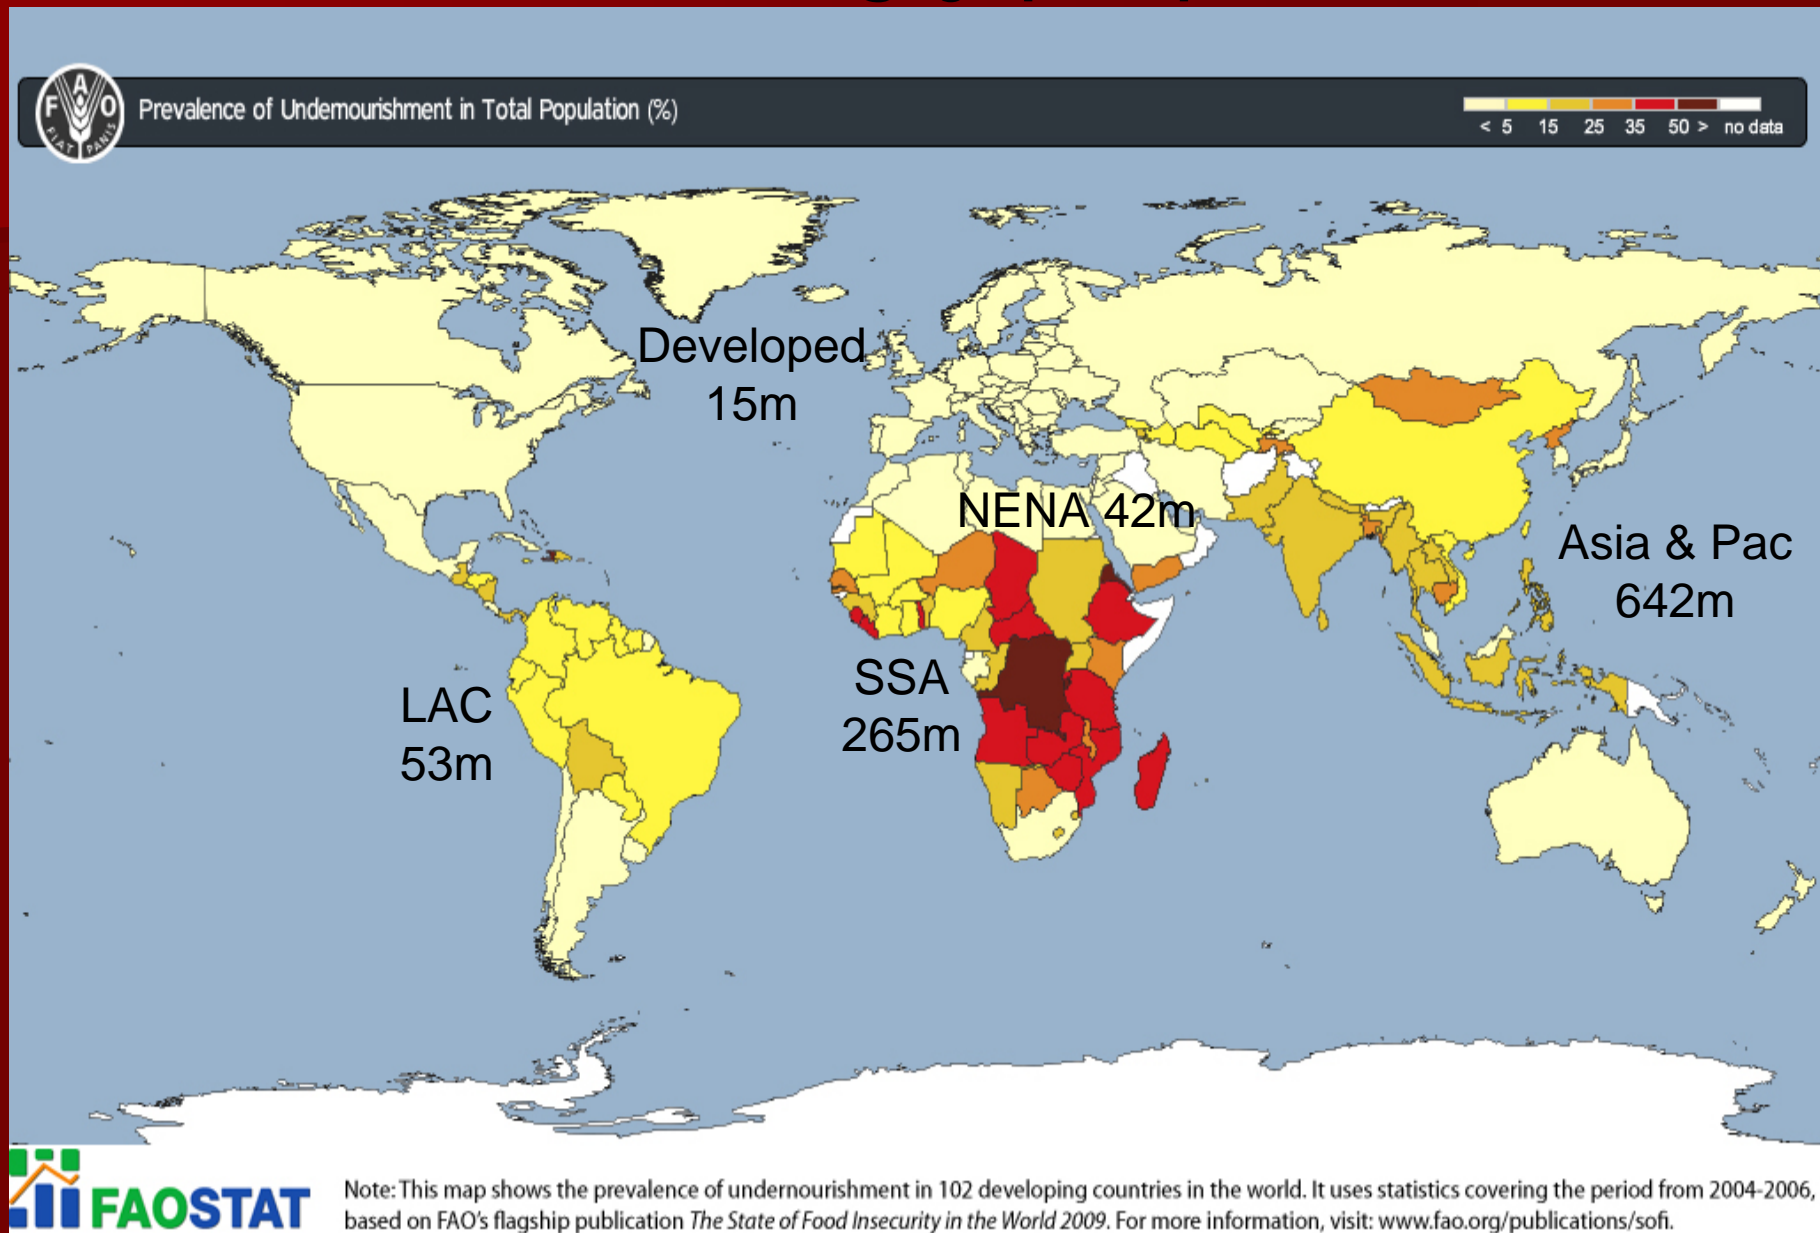 F A O
FIAT PANIS
Prevalence of Undernourishment in Total Population (%)
< 5 15 25 35 50 > no data
Developed
15m
NENA 42m
Asia & Pac
642m
SSA
265m
LAC
53m
FAOSTAT
Note: This map shows the prevalence of undernourishment in 102 developing countries in the world. It uses statistics covering the period from 2004-2006,
based on FAO's flagship publication The State of Food Insecurity in the World 2009. For more information, visit: www.fao.org/publications/sofi.